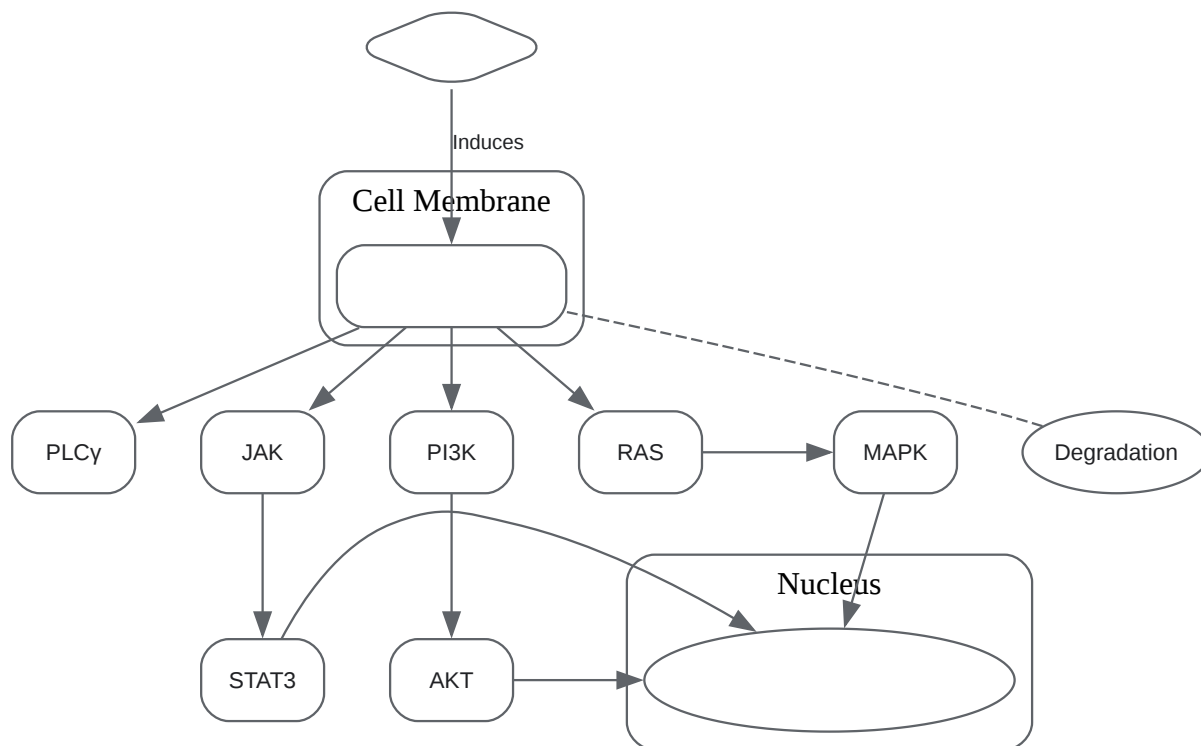 Induces
Cell Membrane
PLCγ
JAK
PI3K
RAS
MAPK
Degradation
Nucleus
STAT3
AKT